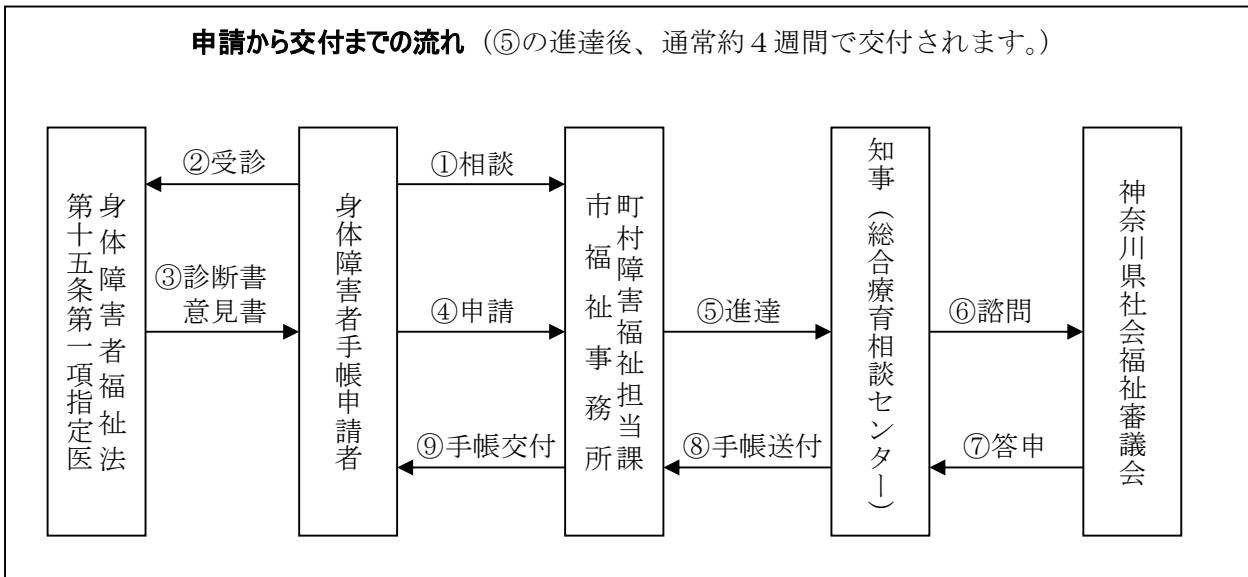 申請から交付までの流れ（⑤の進達後、通常約４週間で交付されます。）
身体障害者福祉法
第十五条第一項指定医
②受診
③診断書
意見書
身体障害者手帳申請者
①相談
④申請
⑨手帳交付
町村障害福祉担当課
市福祉事務所
⑤進達
⑧手帳送付
知事（総合療育相談センター）
⑥諮問
⑦答申
神奈川県社会福祉審議会